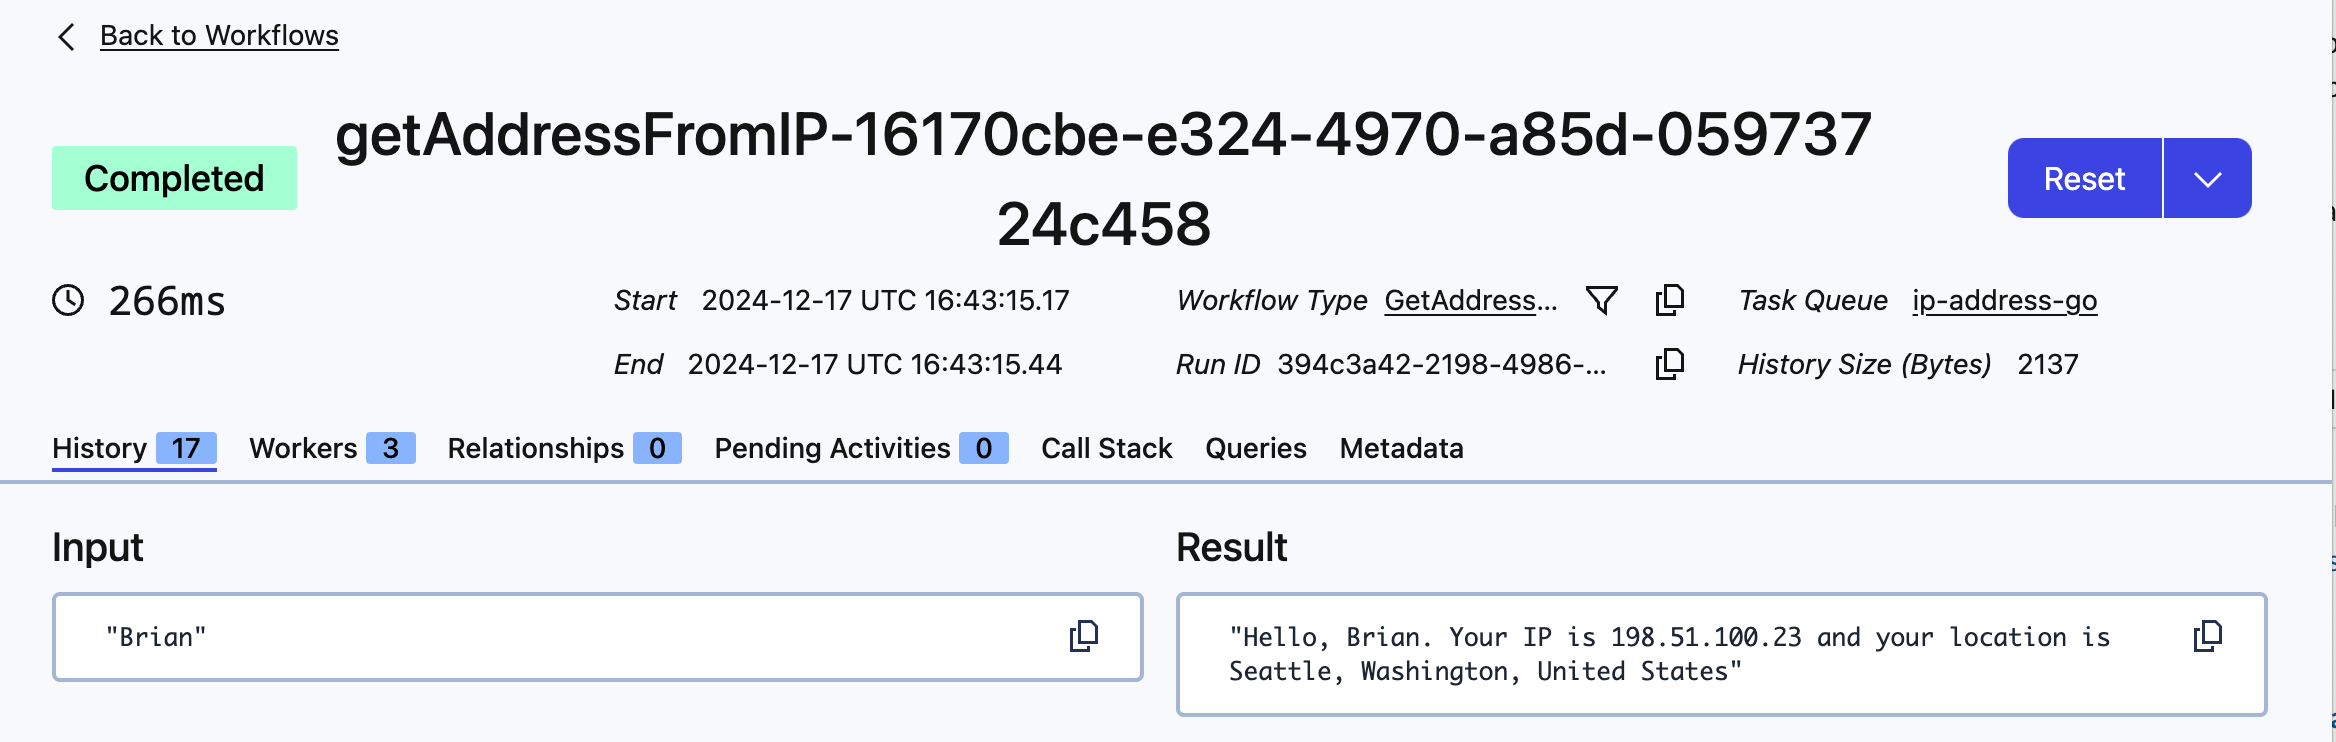 Back to Workflows
Completed
getAddressFromIP-16170cbe-e324-4970-a85d-059737
24c458
Reset
266ms
Start 2024-12-17 UTC 16:43:15.17
Workflow Type GetAddress...
Task Queue ip-address-go
End 2024-12-17 UTC 16:43:15.44
Run ID 394c3a42-2198-4986-...
History Size (Bytes) 2137
History 17 Workers 3 Relationships 0 Pending Activities 0 Call Stack Queries Metadata
Input
"Brian"
Result
"Hello, Brian. Your IP is 198.51.100.23 and your location is
Seattle, Washington, United States"